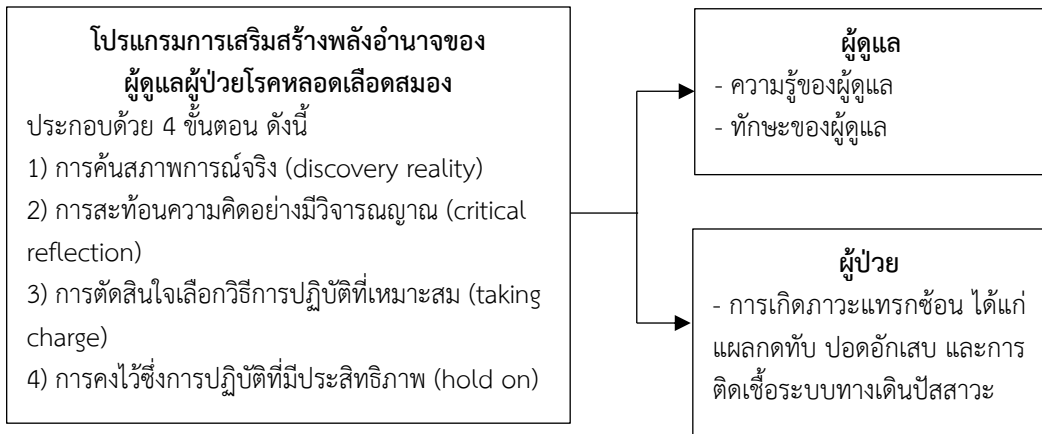 โปรแกรมการเสริมสร้างพลังอำนาจของ
ผู้ดูแลผู้ป่วยโรคหลอดเลือดสมอง
ประกอบด้วย 4 ขั้นตอน ดังนี้
1) การค้นสภาพการณ์จริง (discovery reality)
2) การสะท้อนความคิดอย่างมีวิจารณญาณ (critical
reflection)
3) การตัดสินใจเลือกวิธีการปฏิบัติที่เหมาะสม (taking
charge)
4) การคงไว้ซึ่งการปฏิบัติที่มีประสิทธิภาพ (hold on)
ผู้ดูแล
- ความรู้ของผู้ดูแล
- ทักษะของผู้ดูแล
ผู้ป่วย
- การเกิดภาวะแทรกซ้อน ได้แก่
แผลกดทับ ปอดอักเสบ และการ
ติดเชื้อระบบทางเดินปัสสาวะ